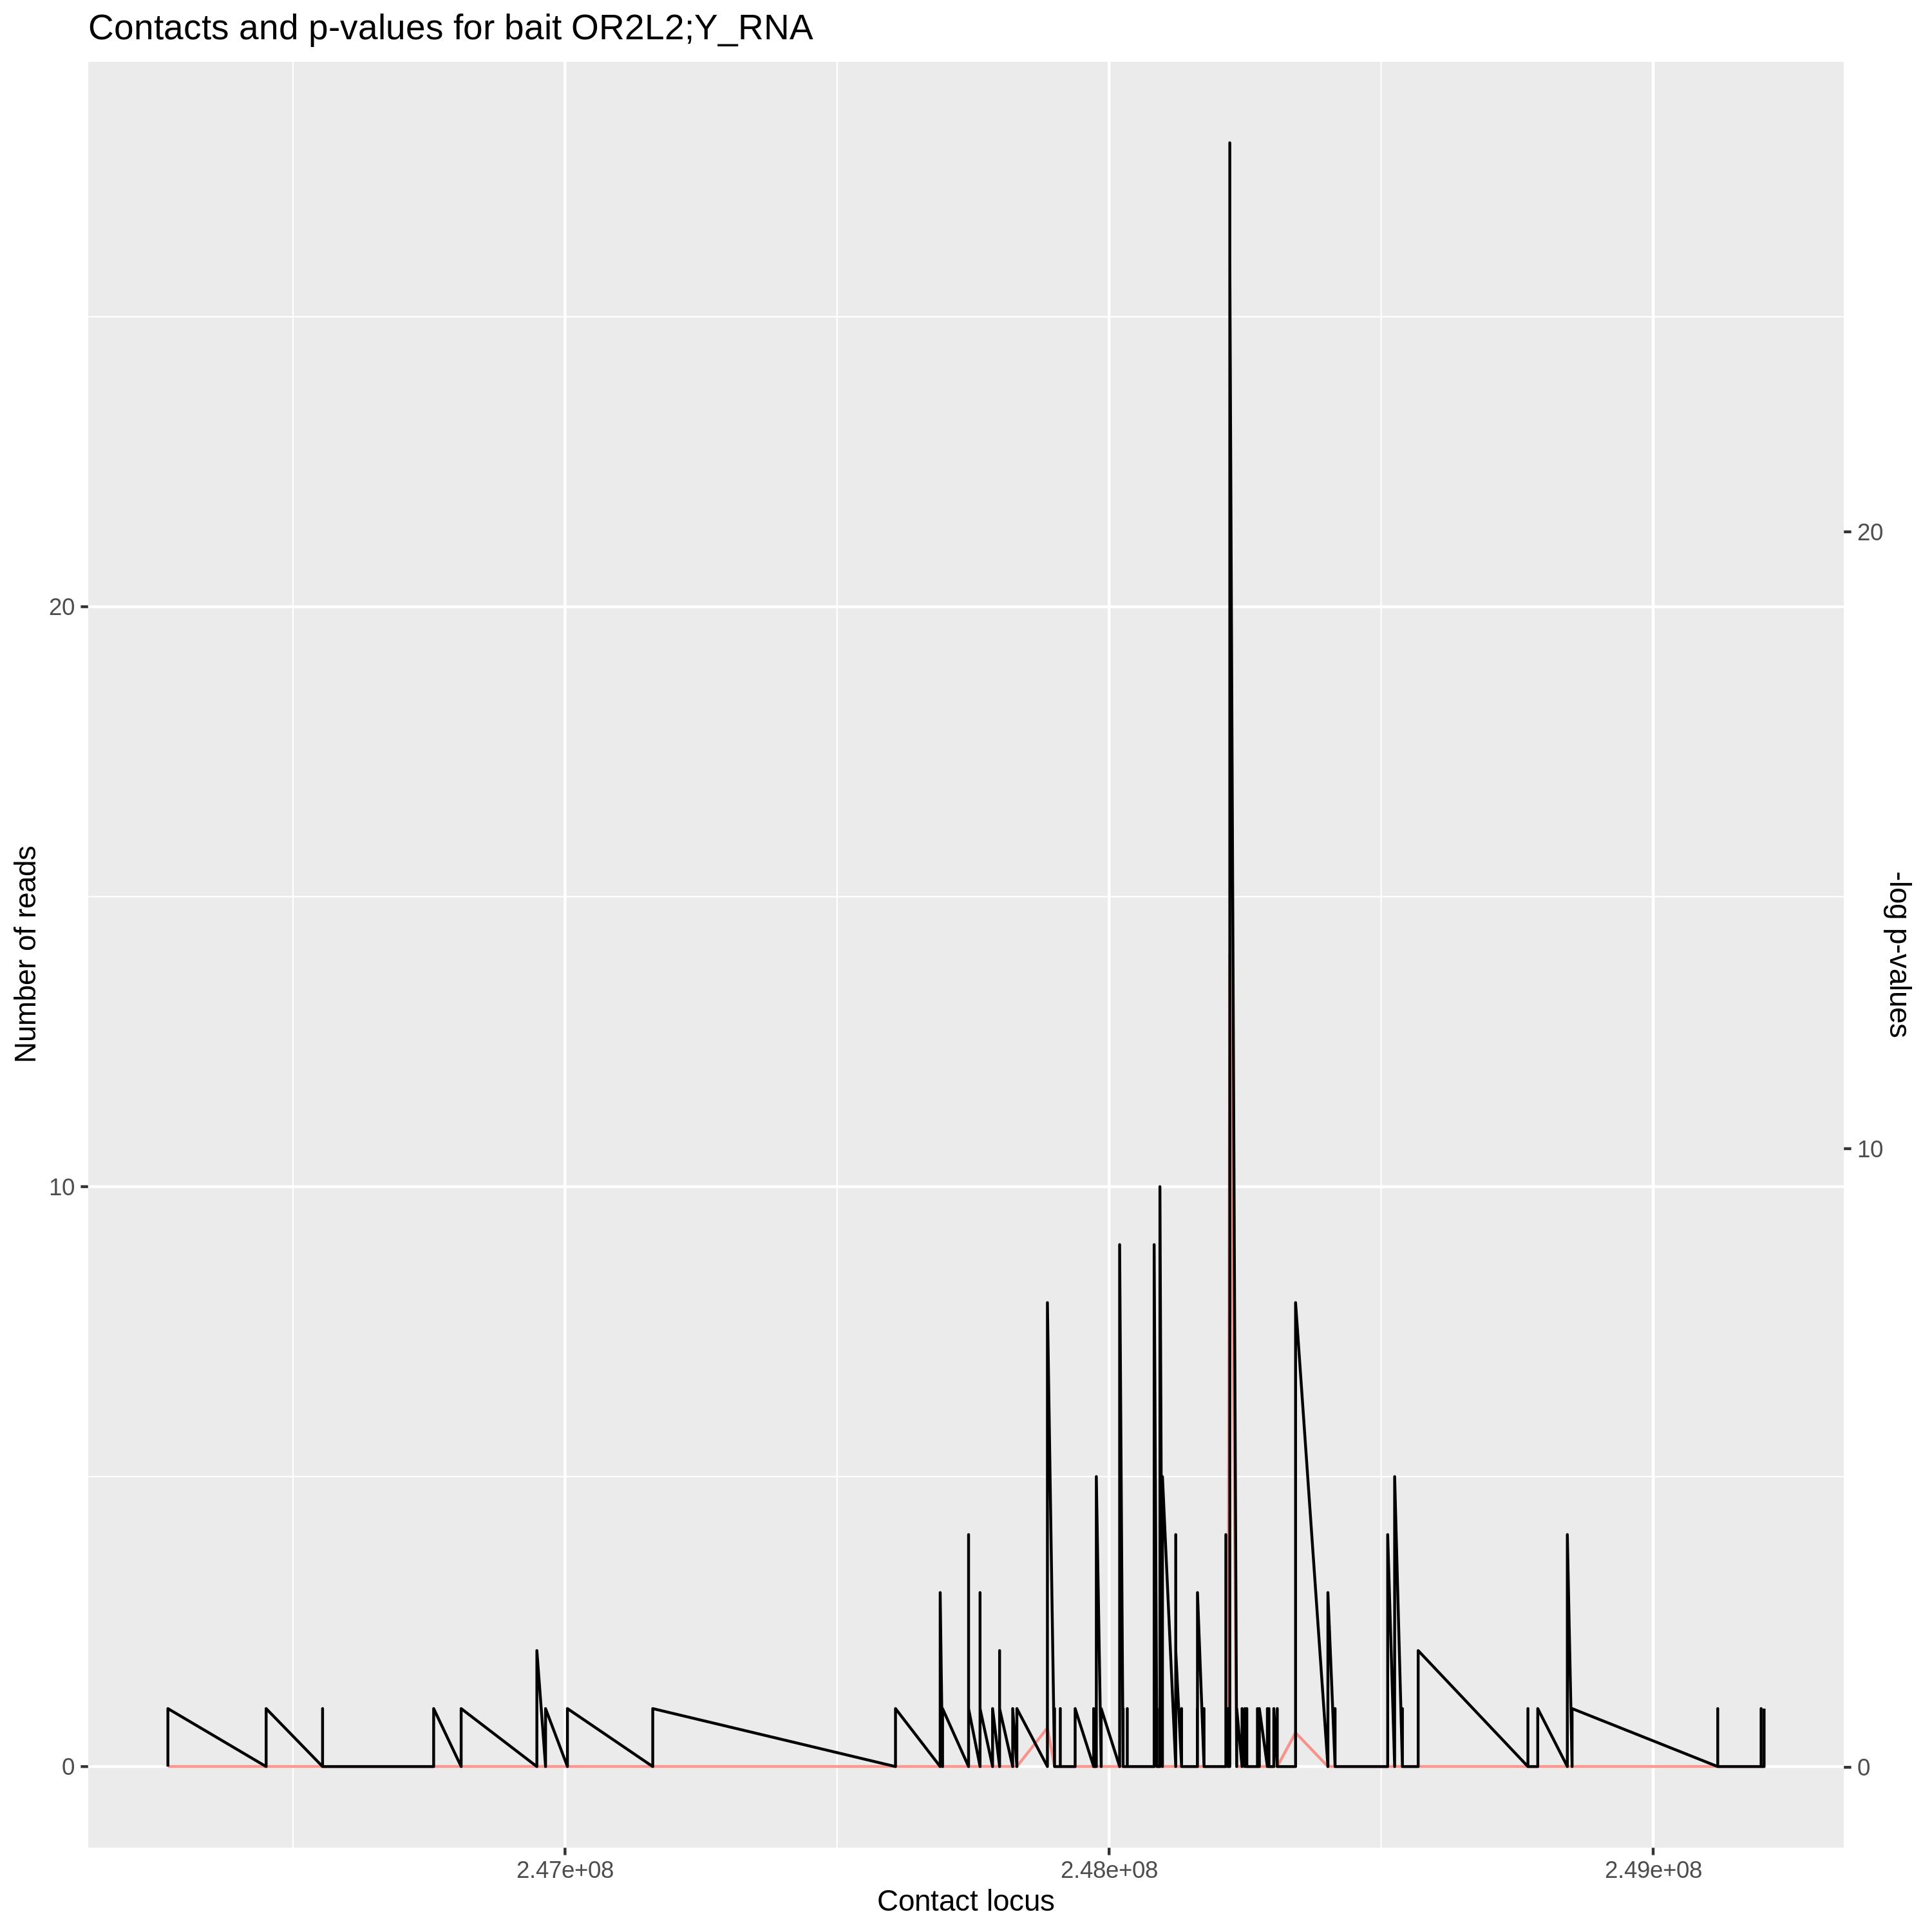 Contacts and p-values for bait OR2L2;Y_RNA
Number of reads
20
10
0
20
10
0
-log p-values
2.47e+08 2.48e+08 2.49e+08
Contact locus